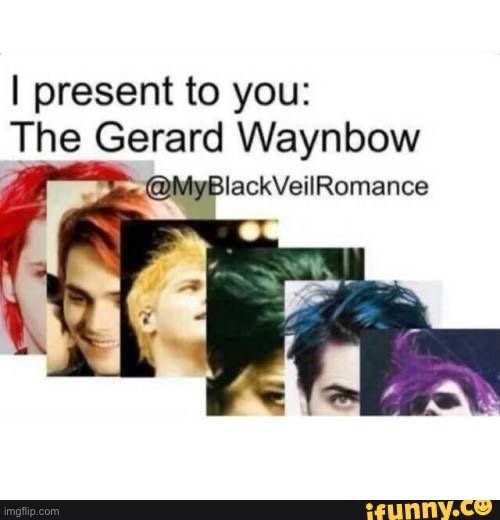 I present to you:
The Gerard Waynbow
@MyBlackVeilRomance
imgflip.com
ifunny.co